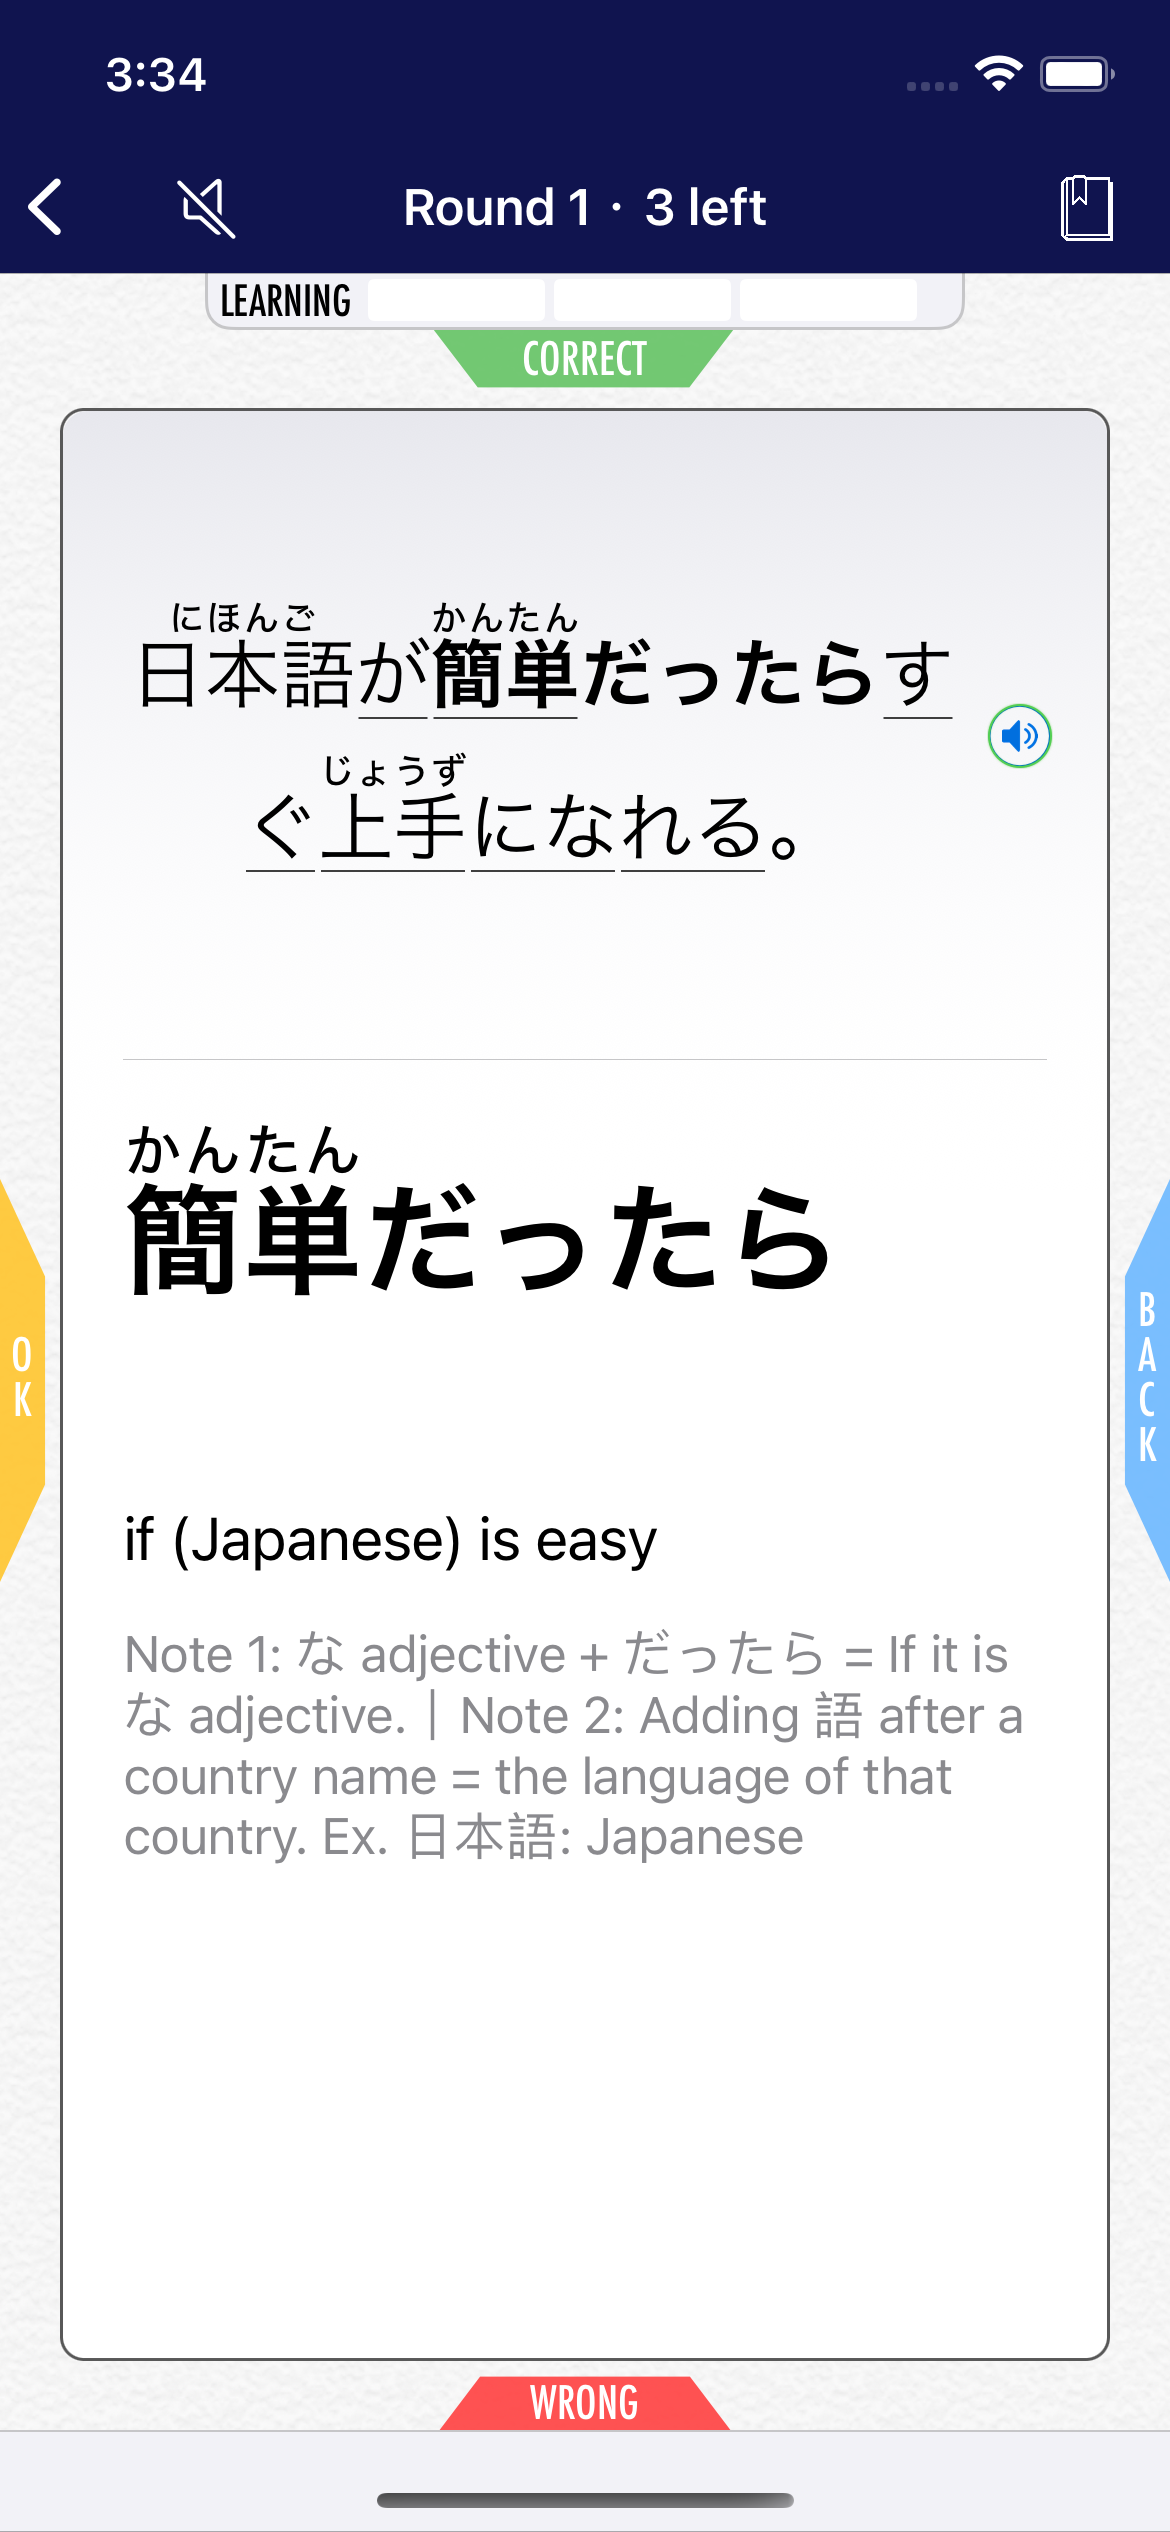 3:34
Round 1 · 3 left
LEARNING
CORRECT
にほんご かんたん
日本語が簡単だったらす
じょうず
ぐ上手になれる。
かんたん
簡単だったら
OK
BACK
if (Japanese) is easy
Note 1: な adjective + だったら = If it is
な adjective. | Note 2: Adding 語 after a
country name = the language of that
country. Ex. 日本語: Japanese
WRONG